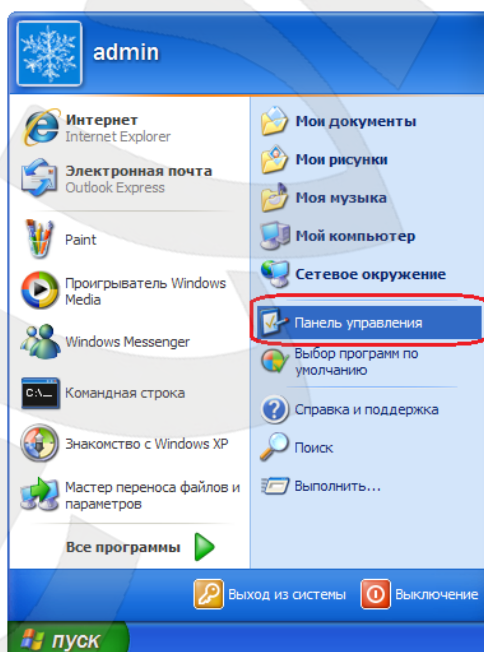 admin
Интернет
Internet Explorer
Электронная почта
Outlook Express
Paint
Проигрыватель Windows
Media
Windows Messenger
C:\_
Командная строка
Знакомство с Windows XP
Мастер переноса файлов и
параметров
Все программы
Мои документы
Мои рисунки
Моя музыка
Мой компьютер
Сетевое окружение
Панель управления
Выбор программ по
умолчанию
Справка и поддержка
Поиск
Выполнить...
Выход из системы
Выключение
пуск